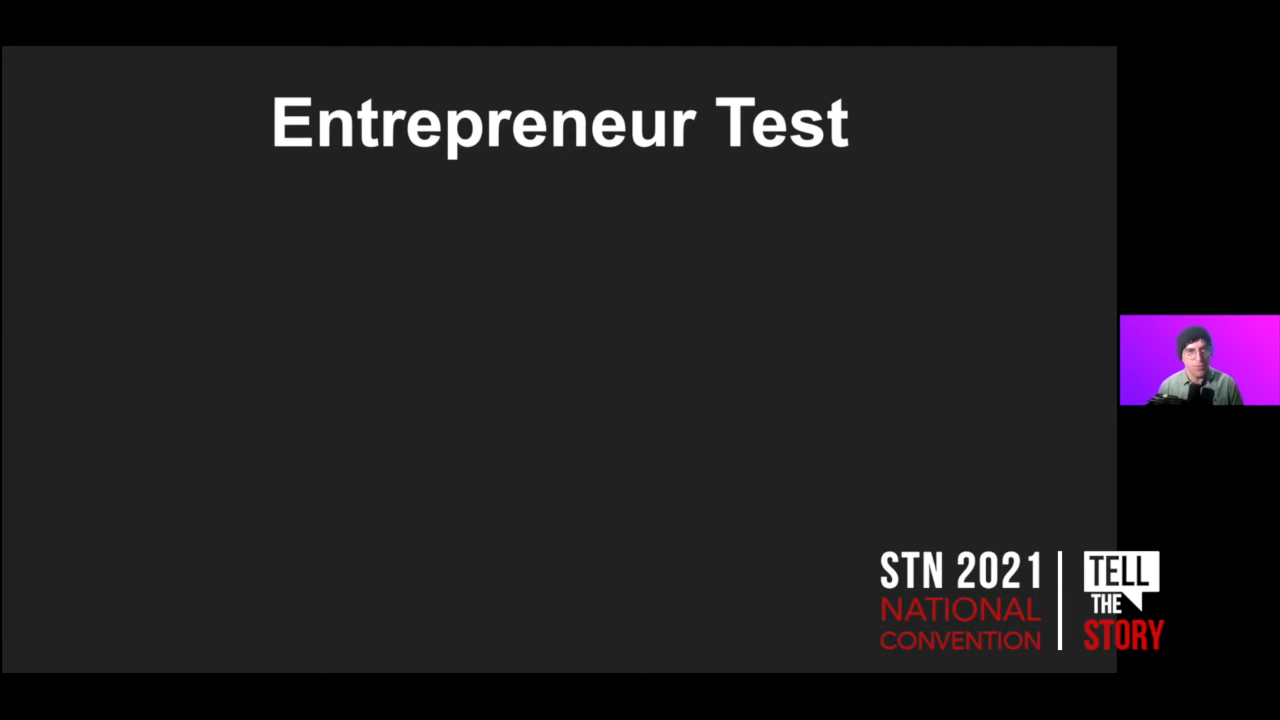 Entrepreneur Test
STN 2021
NATIONAL
CONVENTION
TELL
THE
STORY